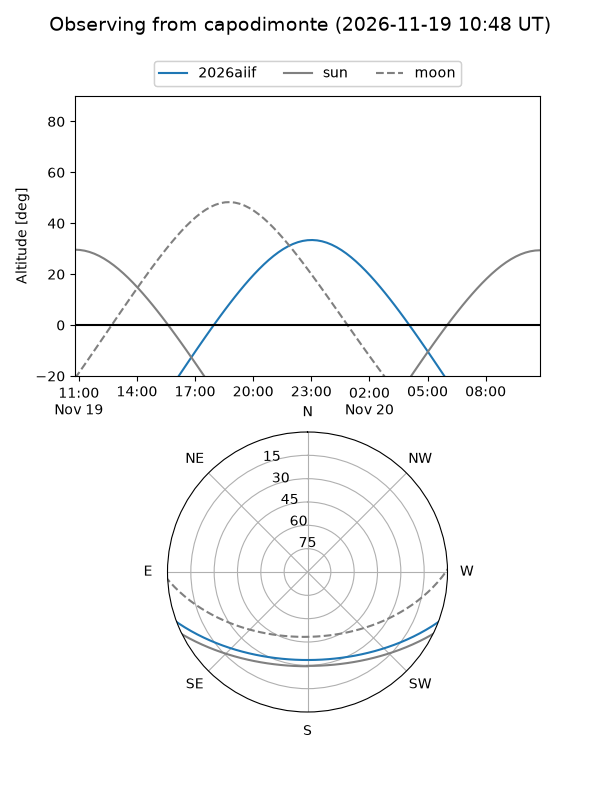 Observing from capodimonte (2026-11-19 10:48 UT)
2026aiif sun moon
Altitude [deg]
80
60
40
20
0
−20
11:00 14:00 17:00 20:00 23:00 02:00 05:00 08:00
Nov 19 Nov 20
N
NE NW
15
30
45
60
75
E W
SE SW
S